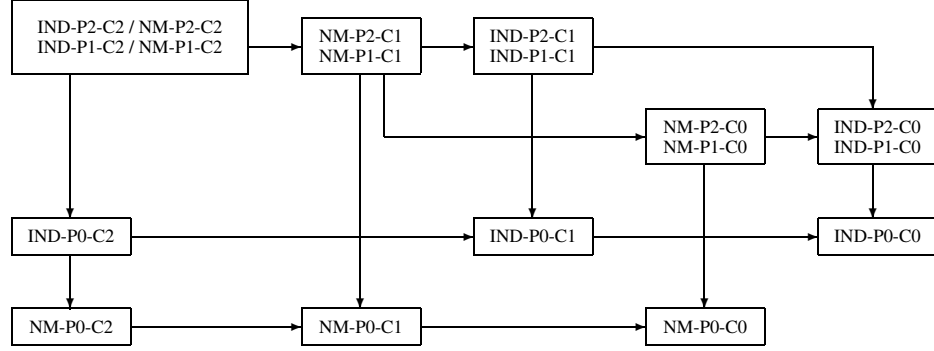 IND-P2-C2 / NM-P2-C2
IND-P1-C2 / NM-P1-C2
NM-P2-C1
NM-P1-C1
IND-P2-C1
IND-P1-C1
NM-P2-C0
NM-P1-C0
IND-P2-C0
IND-P1-C0
IND-P0-C2
IND-P0-C1
IND-P0-C0
NM-P0-C2
NM-P0-C1
NM-P0-C0